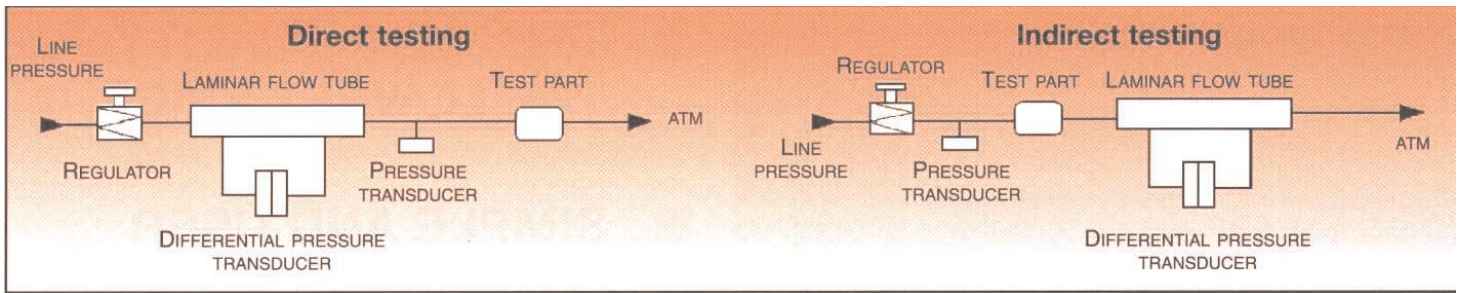 Direct testing
LINE
PRESSURE
LAMINAR FLOW TUBE
TEST PART
ATM
REGULATOR
PRESSURE
TRANSDUCER
DIFFERENTIAL PRESSURE
TRANSDUCER
Indirect testing
REGULATOR
TEST PART
LAMINAR FLOW TUBE
LINE
PRESSURE
PRESSURE
TRANSDUCER
ATM
DIFFERENTIAL PRESSURE
TRANSDUCER